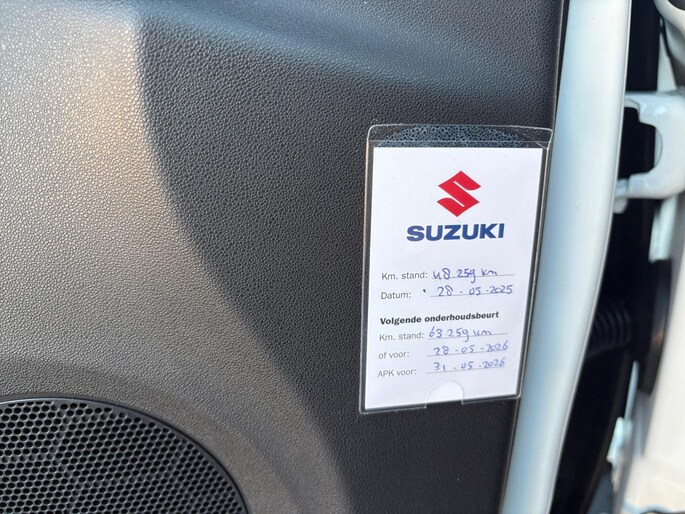 SUZUKI
Km. stand: 48.259 km
Datum: 28-05-2025
Volgende onderhoudsbeurt
Km. stand: 63.259 km
of voor: 28-05-2026
APK voor: 31-05-2026